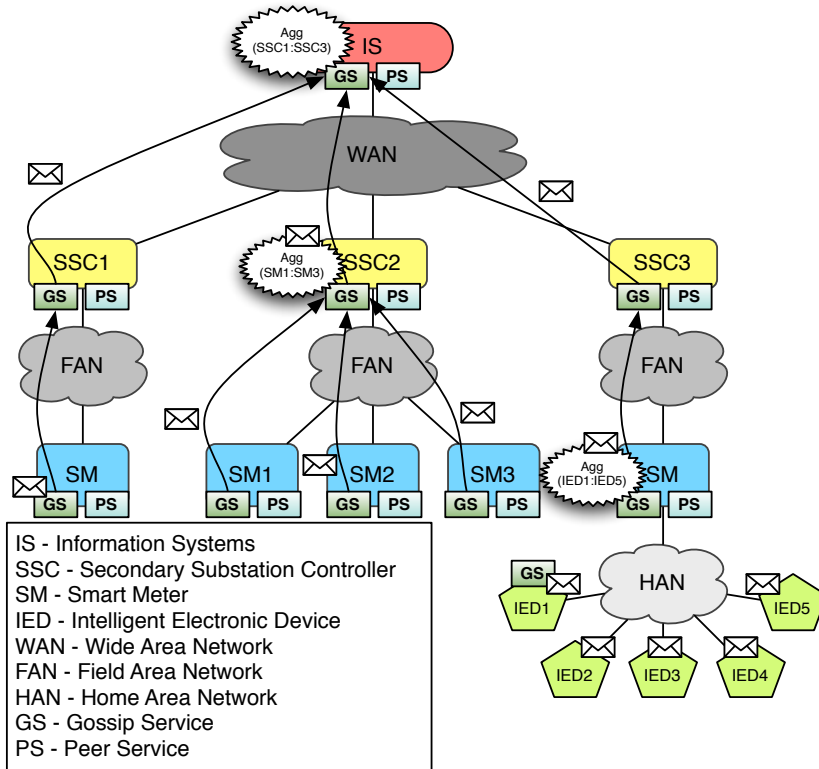 Agg
(SSC1:SSC3)
IS
GS PS
WAN
SSC1
Agg
(SM1:SM3)
SSC2
SSC3
GS PS
GS PS
GS PS
FAN
FAN
FAN
SM
SM1
SM2
SM3
Agg
(IED1:IED5)
SM
GS PS
GS PS
GS PS
GS PS
GS PS
IS - Information Systems
SSC - Secondary Substation Controller
SM - Smart Meter
IED - Intelligent Electronic Device
WAN - Wide Area Network
FAN - Field Area Network
HAN - Home Area Network
GS - Gossip Service
PS - Peer Service
GS
HAN
IED1
IED5
IED2
IED3
IED4